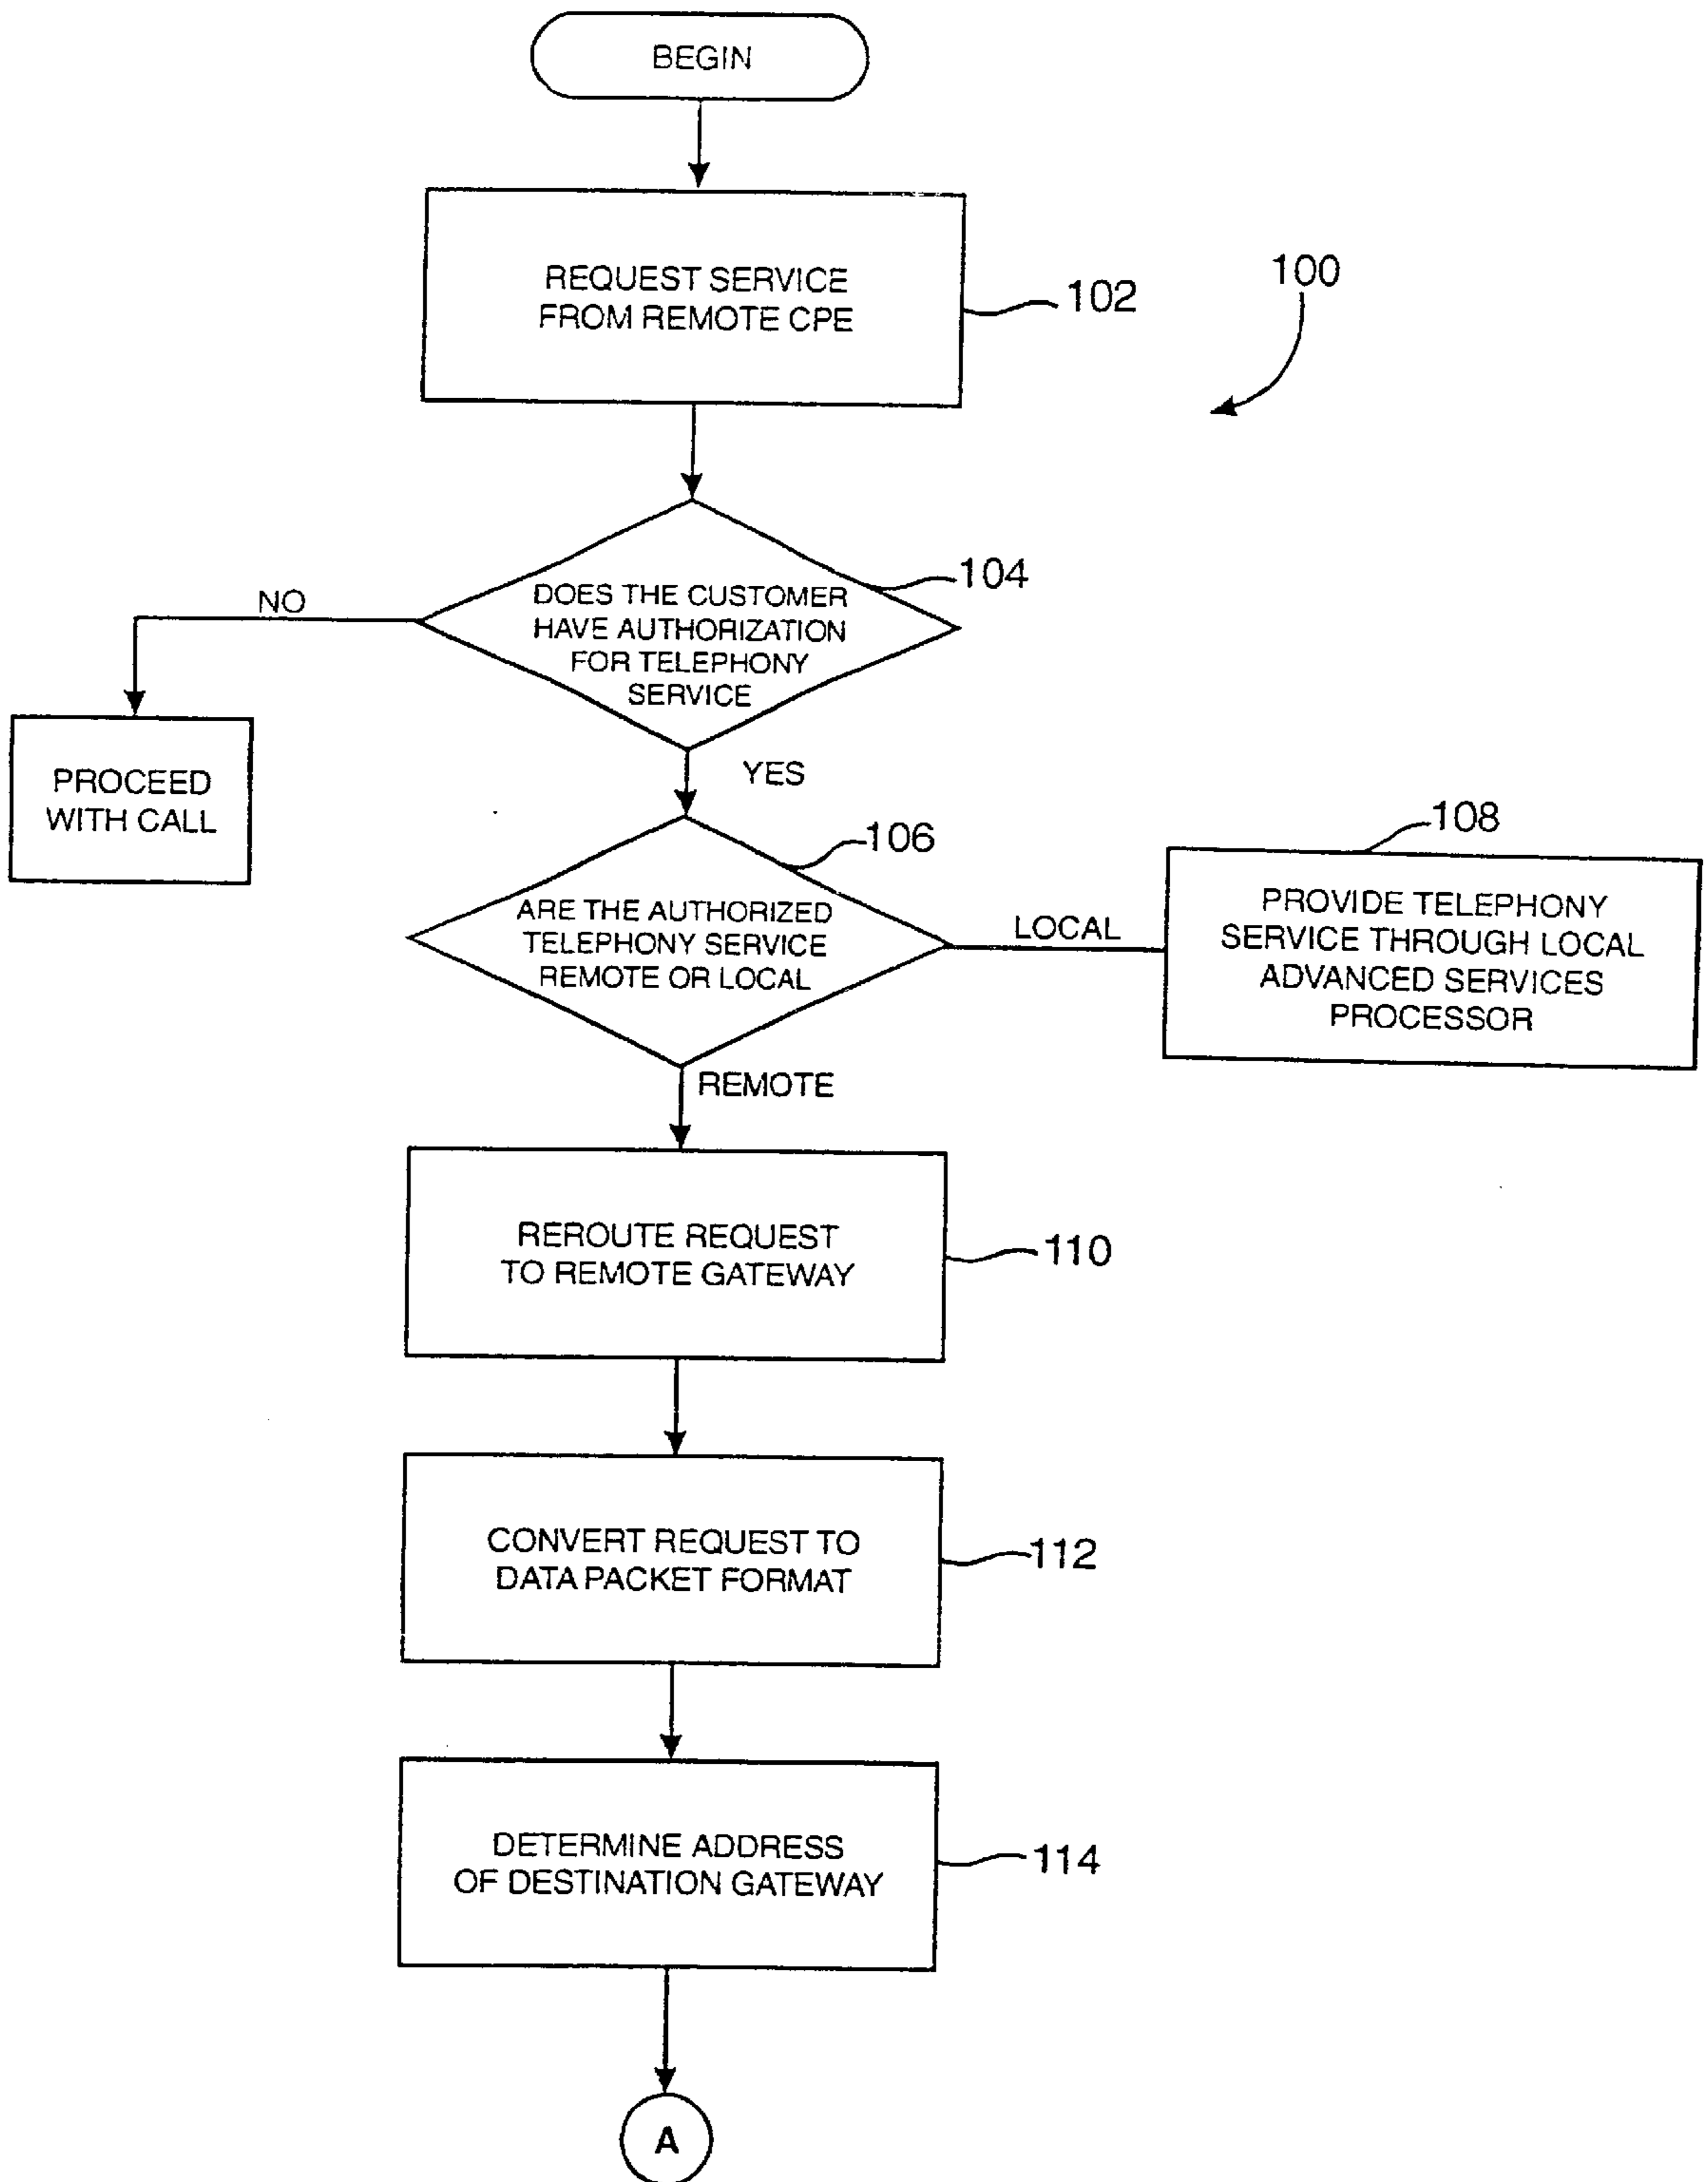 BEGIN
REQUEST SERVICE
FROM REMOTE CPE
102
100
104
DOES THE CUSTOMER
HAVE AUTHORIZATION
FOR TELEPHONY
SERVICE
NO
PROCEED
WITH CALL
YES
106
ARE THE AUTHORIZED
TELEPHONY SERVICE
REMOTE OR LOCAL
LOCAL
108
PROVIDE TELEPHONY
SERVICE THROUGH LOCAL
ADVANCED SERVICES
PROCESSOR
REMOTE
REROUTE REQUEST
TO REMOTE GATEWAY
110
CONVERT REQUEST TO
DATA PACKET FORMAT
112
DETERMINE ADDRESS
OF DESTINATION GATEWAY
114
A